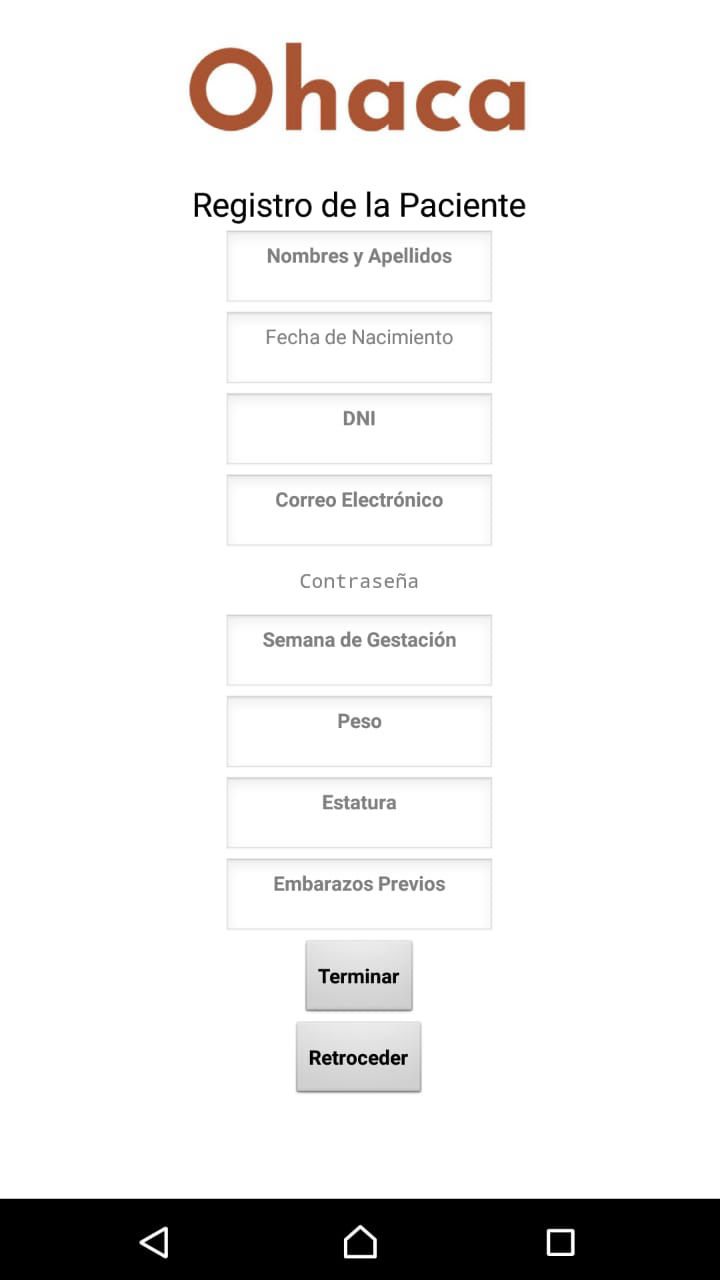 Ohaca
Registro de la Paciente
Nombres y Apellidos
Fecha de Nacimiento
DNI
Correo Electrónico
Contraseña
Semana de Gestación
Peso
Estatura
Embarazos Previos
Terminar
Retroceder